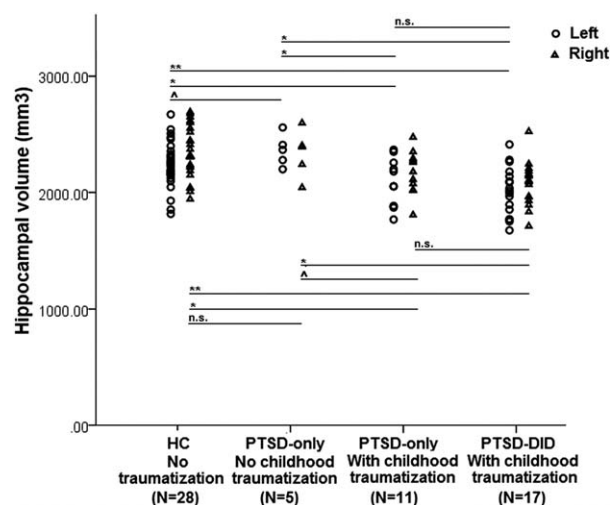 n.s.
*
*
**
*
^
Left
Right
Hippocampal volume (mm3)
3000.00
2000.00
1000.00
.00
n.s.
*
^
**
*
n.s.
HC
No
traumatization
(N=28)
PTSD-only
No childhood
traumatization
(N=5)
PTSD-only
With childhood
traumatization
(N=11)
PTSD-DID
With childhood
traumatization
(N=17)